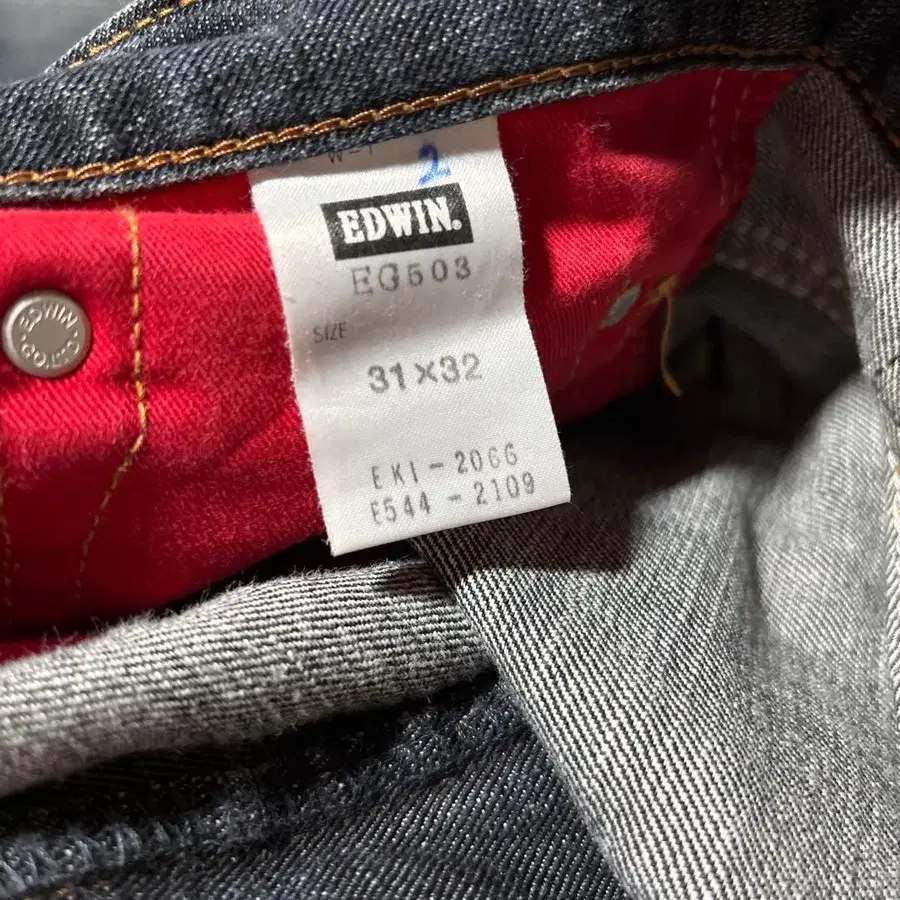 2
EDWIN®
EG503
SIZE
31×32
EKI-2066
E544-2109
EDWIN